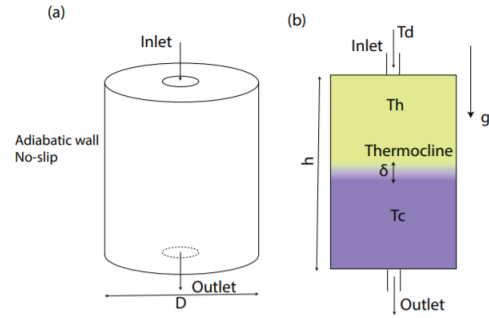 (a)
Inlet
Adiabatic wall
No-slip
Outlet
D
(b)
Td
Inlet
Th
g
h
Thermocline
δ
Tc
Outlet